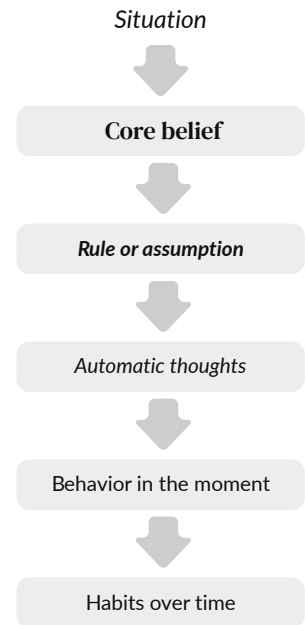 Situation
Core belief
Rule or assumption
Automatic thoughts
Behavior in the moment
Habits over time